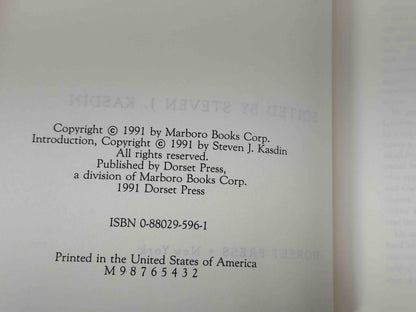 Copyright © 1991 by Marboro Books Corp.
Introduction, Copyright © 1991 by Steven J. Kasdin
All rights reserved.
Published by Dorset Press,
a division of Marboro Books Corp.
1991 Dorset Press
ISBN 0-88029-596-1
Printed in the United States of America
M 9 8 7 6 5 4 3 2